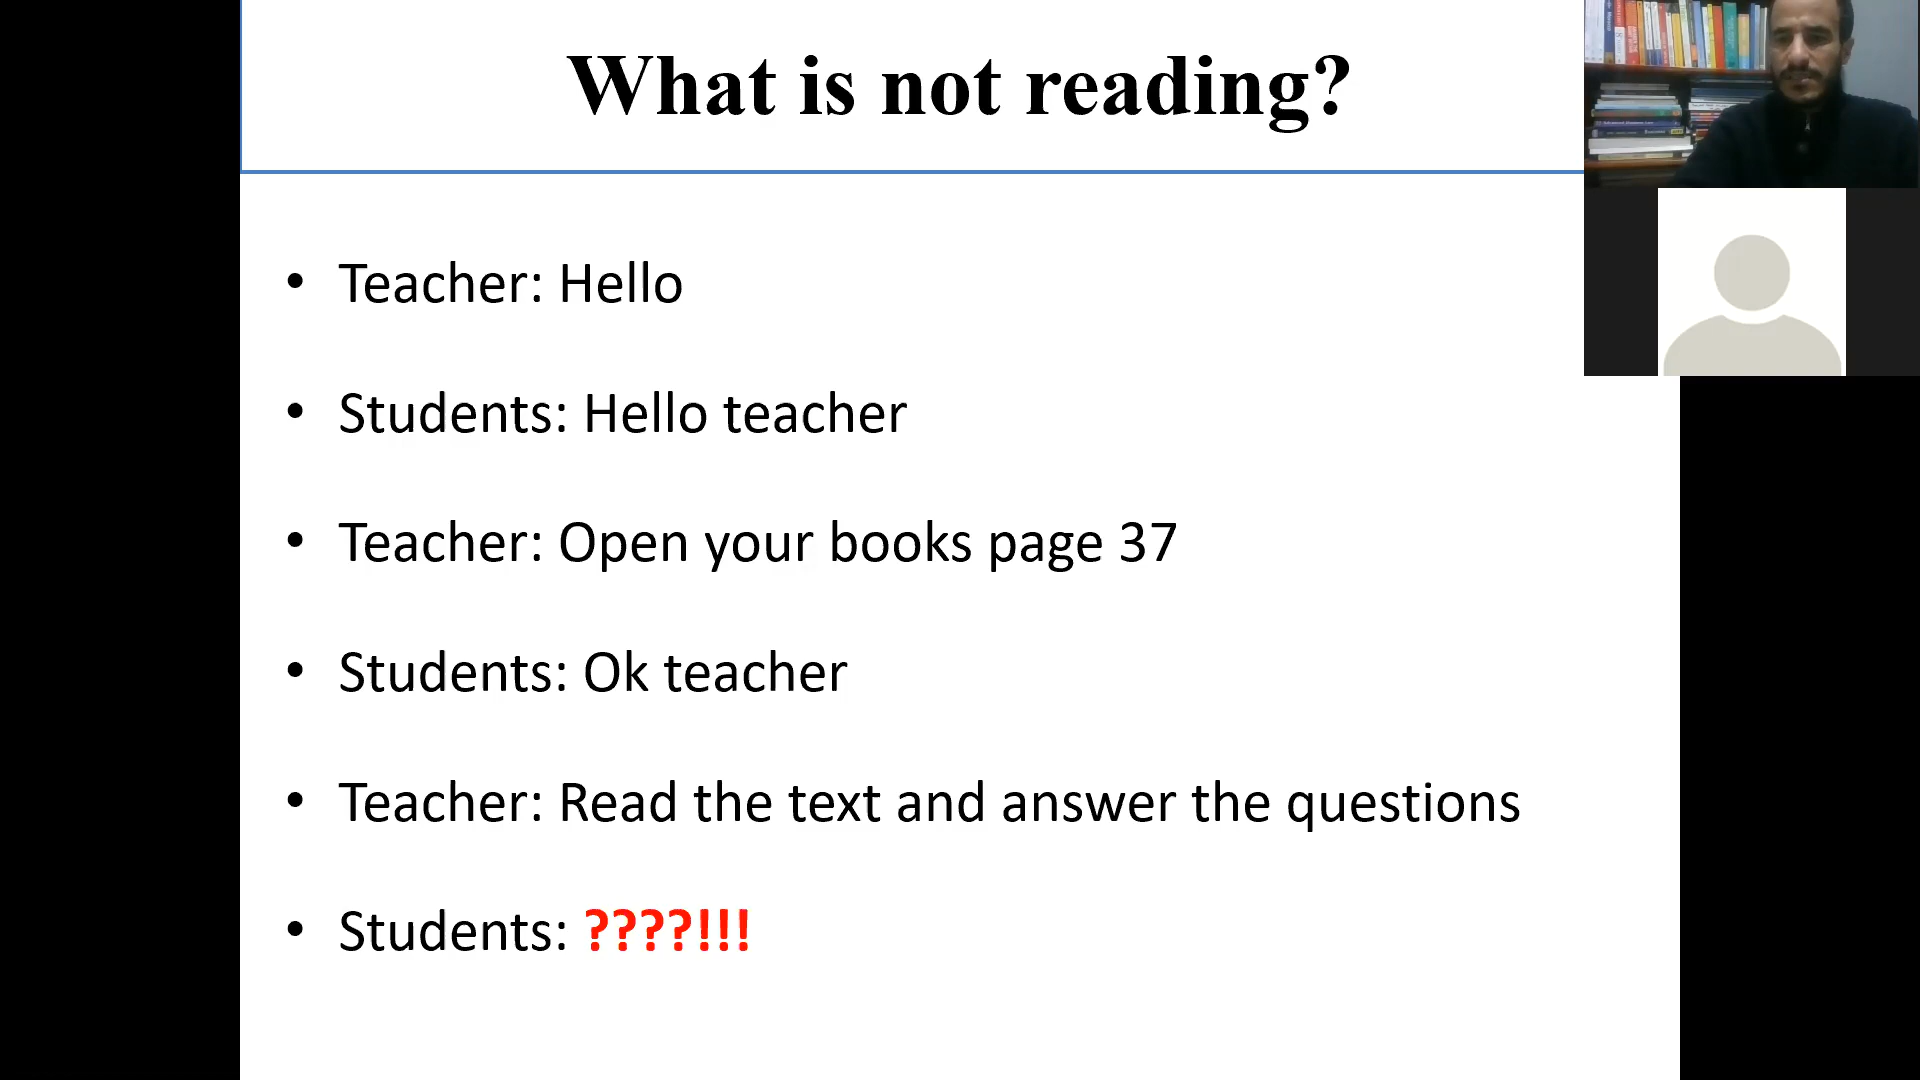 What is not reading?
• Teacher: Hello
• Students: Hello teacher
• Teacher: Open your books page 37
• Students: Ok teacher
• Teacher: Read the text and answer the questions
• Students: ????!!!